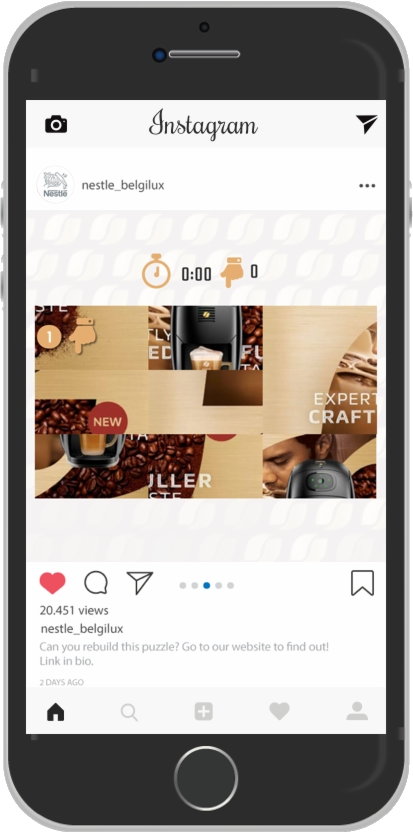 Instagram
Nestlé
nestle_belgilux
0:00 0
STE
1
LY
ED FU
TA
EXPERT
CRAFT
NEW
TA
ULLER
STE
20.451 views
nestle_belgilux
Can you rebuild this puzzle? Go to our website to find out!
Link in bio.
2 DAYS AGO